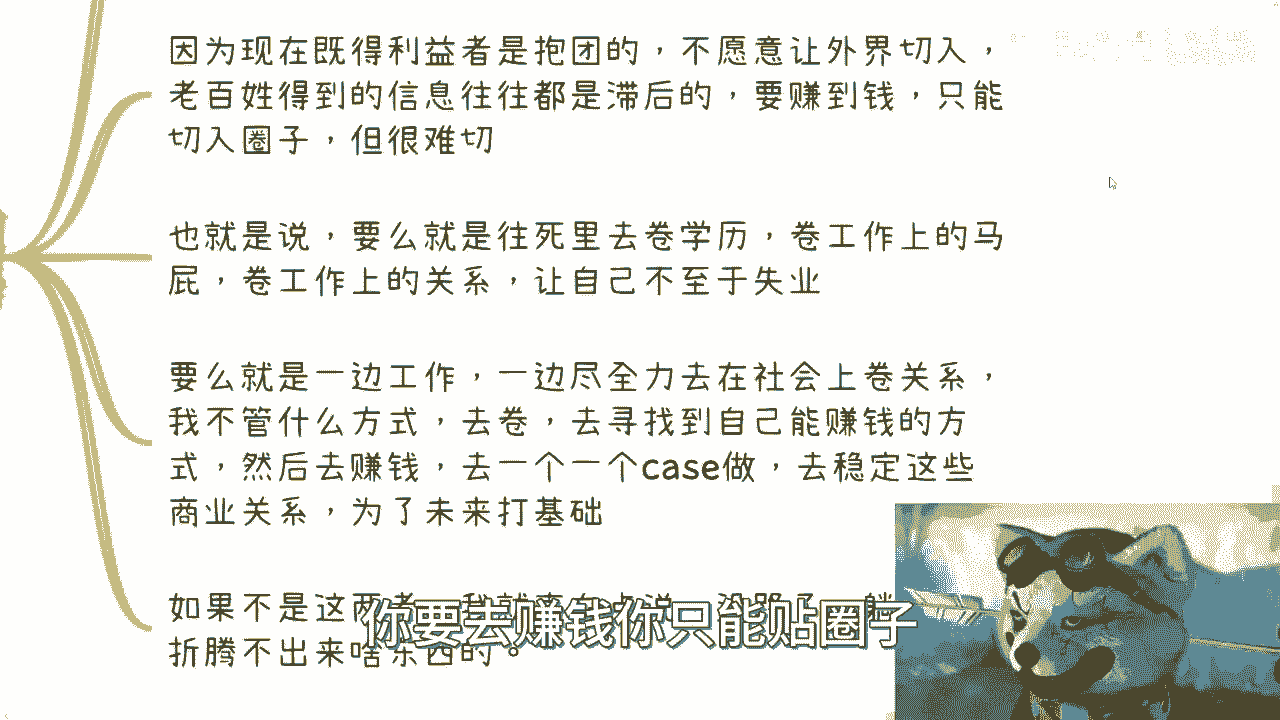 因为现在既得利益者是抱团的，不愿意让外界切入，
老百姓得到的信息往往都是滞后的，要赚到钱，只能
切入圈子，但很难切
也就是说，要么就是往死里去卷学历，卷工作上的马
屁，卷工作上的关系，让自己不至于失业
要么就是一边工作，一边尽全力去在社会上卷关系，
我不管什么方式，去卷，去寻找到自己能赚钱的方
式，然后去赚钱，去一个一个case做，去稳定这些
商业关系，为了未来打基础
如果不是这两者，我就
折腾不出来啥东西的。
你要去赚钱你只能贴圈子